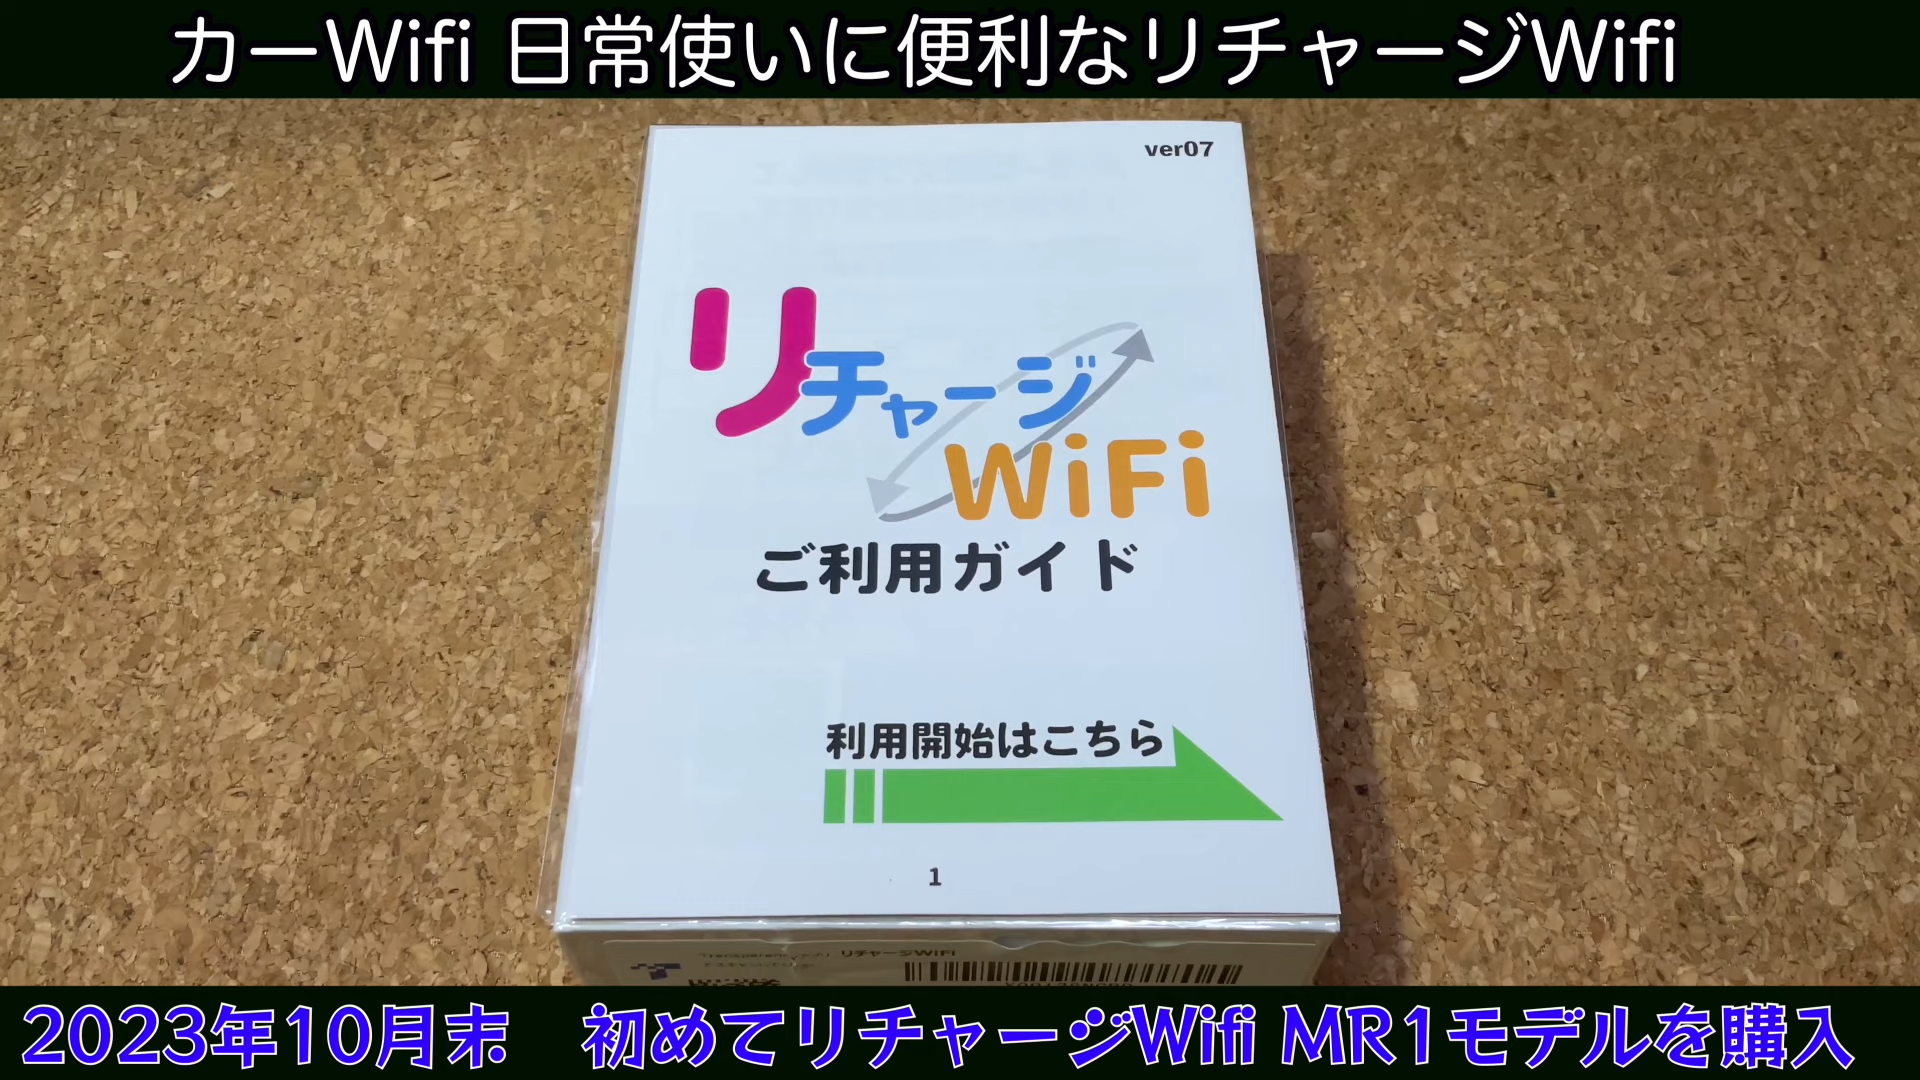 カーWifi 日常使いに便利なリチャージWifi
ver07
リチャージ
WiFi
ご利用ガイド
利用開始はこちら
1
リチャージWiFi
2023年10月末　初めてリチャージWifi MR1モデルを購入